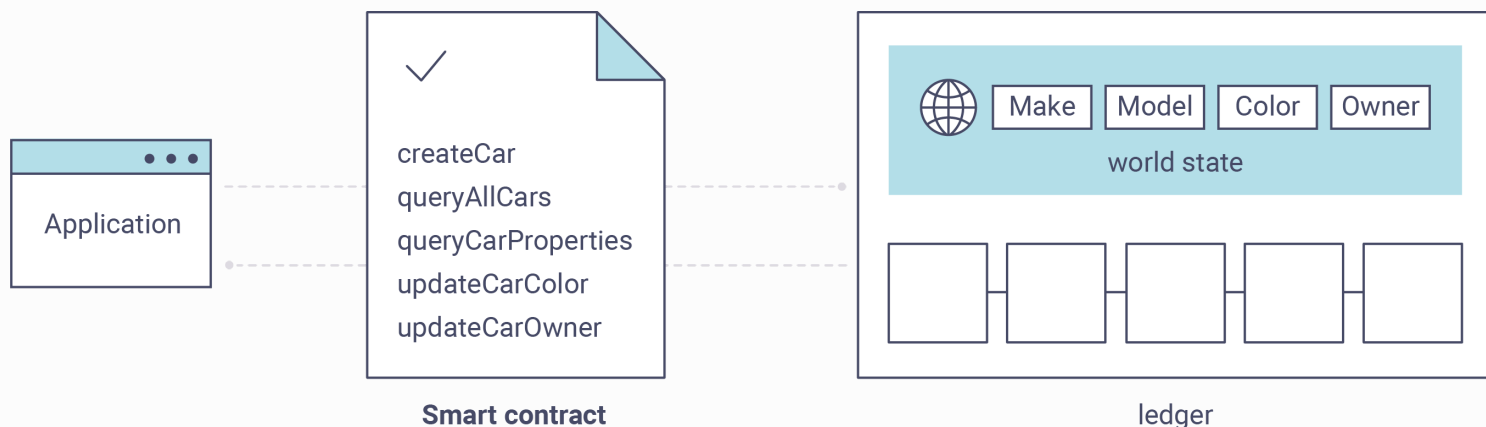 Application
createCar
queryAllCars
queryCarProperties
updateCarColor
updateCarOwner
Smart contract
Make Model Color Owner
world state
ledger